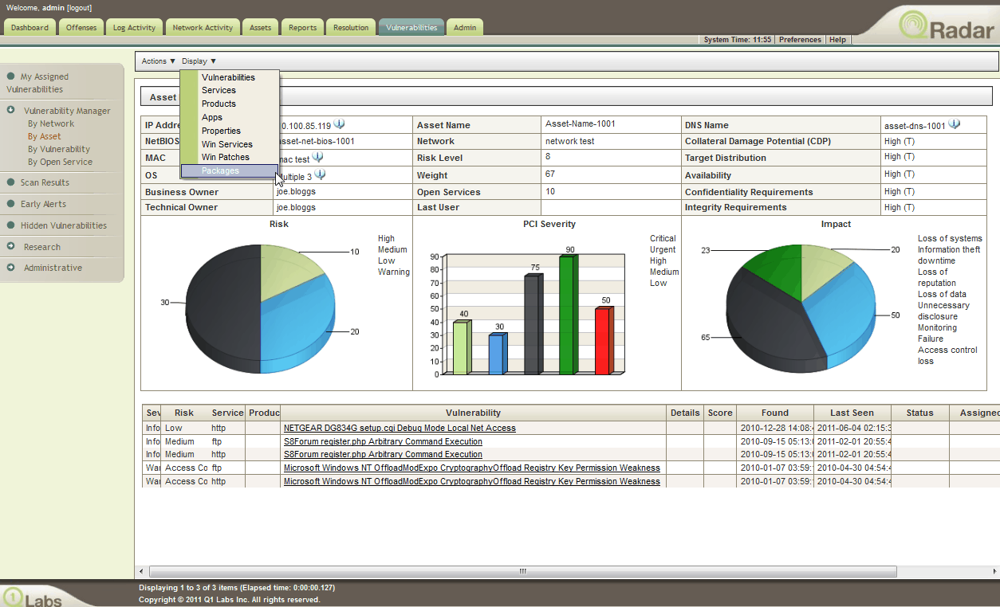 Welcome, admin [logout]
Dashboard Offenses Log Activity Network Activity Assets Reports Resolution Vulnerabilities Admin
System Time: 11:55 Preferences Help
QRadar
My Assigned
Vulnerabilities
Vulnerability Manager
By Network
By Asset
By Vulnerability
By Open Service
Scan Results
Early Alerts
Hidden Vulnerabilities
Research
Administrative
Actions ▼ Display ▼
Vulnerabilities
Services
Products
Apps
Properties
Win Services
Win Patches
Packages
Asset
IP Addre 0.100.85.119 Asset Name Asset-Name-1001 DNS Name asset-dns-1001
NetBIOS asset-net-bios-1001 Network network test Collateral Damage Potential (CDP) High (T)
MAC mac test Risk Level 8 Target Distribution High (T)
OS ultiple 3 Weight 67 Availability High (T)
Business Owner joe.bloggs Open Services 10 Confidentiality Requirements High (T)
Technical Owner joe.bloggs Last User Integrity Requirements High (T)
Risk
10
20
30
High
Medium
Low
Warning
PCI Severity
90
80
70
60
50
40
30
20
10
0
40
30
75
90
50
Critical
Urgent
High
Medium
Low
Impact
23
20
50
65
Loss of systems
Information theft
downtime
Loss of
reputation
Loss of data
Unnecessary
disclosure
Monitoring
Failure
Access control
loss
Sev Risk Service Produc Vulnerability Details Score Found Last Seen Status Assigned
Info Low http NETGEAR DG834G setup.cgi Debug Mode Local Net Access 2010-12-28 14:08: 2011-06-04 02:15:3
Info Medium ftp S8Forum register.php Arbitrary Command Execution 2010-09-15 05:13: 2011-02-01 20:55:4
Info Medium http S8Forum register.php Arbitrary Command Execution 2010-09-15 05:13: 2011-02-01 20:55:4
War Access Co ftp Microsoft Windows NT OffloadModExpo CryptographyOffload Registry Key Permission Weakness 2010-01-07 03:59: 2010-04-30 04:54:4
War Access Co http Microsoft Windows NT OffloadModExpo CryptographyOffload Registry Key Permission Weakness 2010-01-07 03:59: 2010-04-30 04:54:4
Displaying 1 to 3 of 3 items (Elapsed time: 0:00:00.127)
Copyright © 2011 Q1 Labs Inc. All rights reserved.
1 Labs